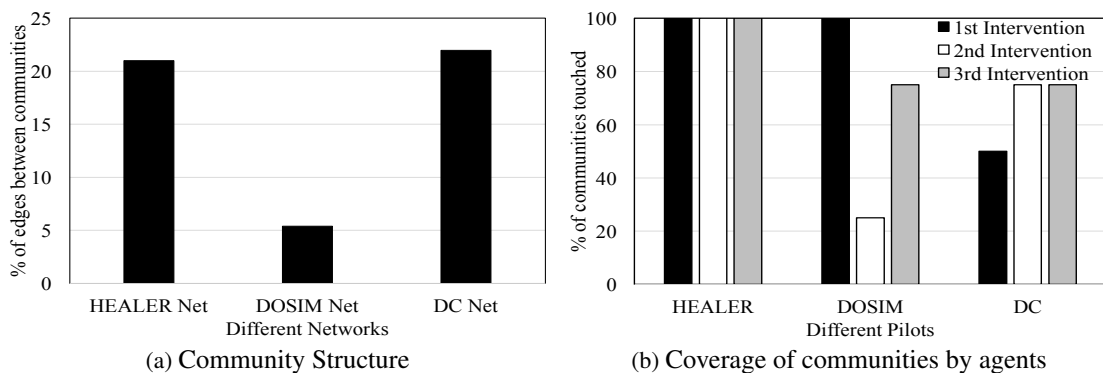 % of edges between communities
25
20
15
10
5
0
HEALER Net DOSIM Net DC Net
Different Networks
(a) Community Structure
% of communities touched
100
80
60
40
20
0
1st Intervention
2nd Intervention
3rd Intervention
HEALER DOSIM DC
Different Pilots
(b) Coverage of communities by agents